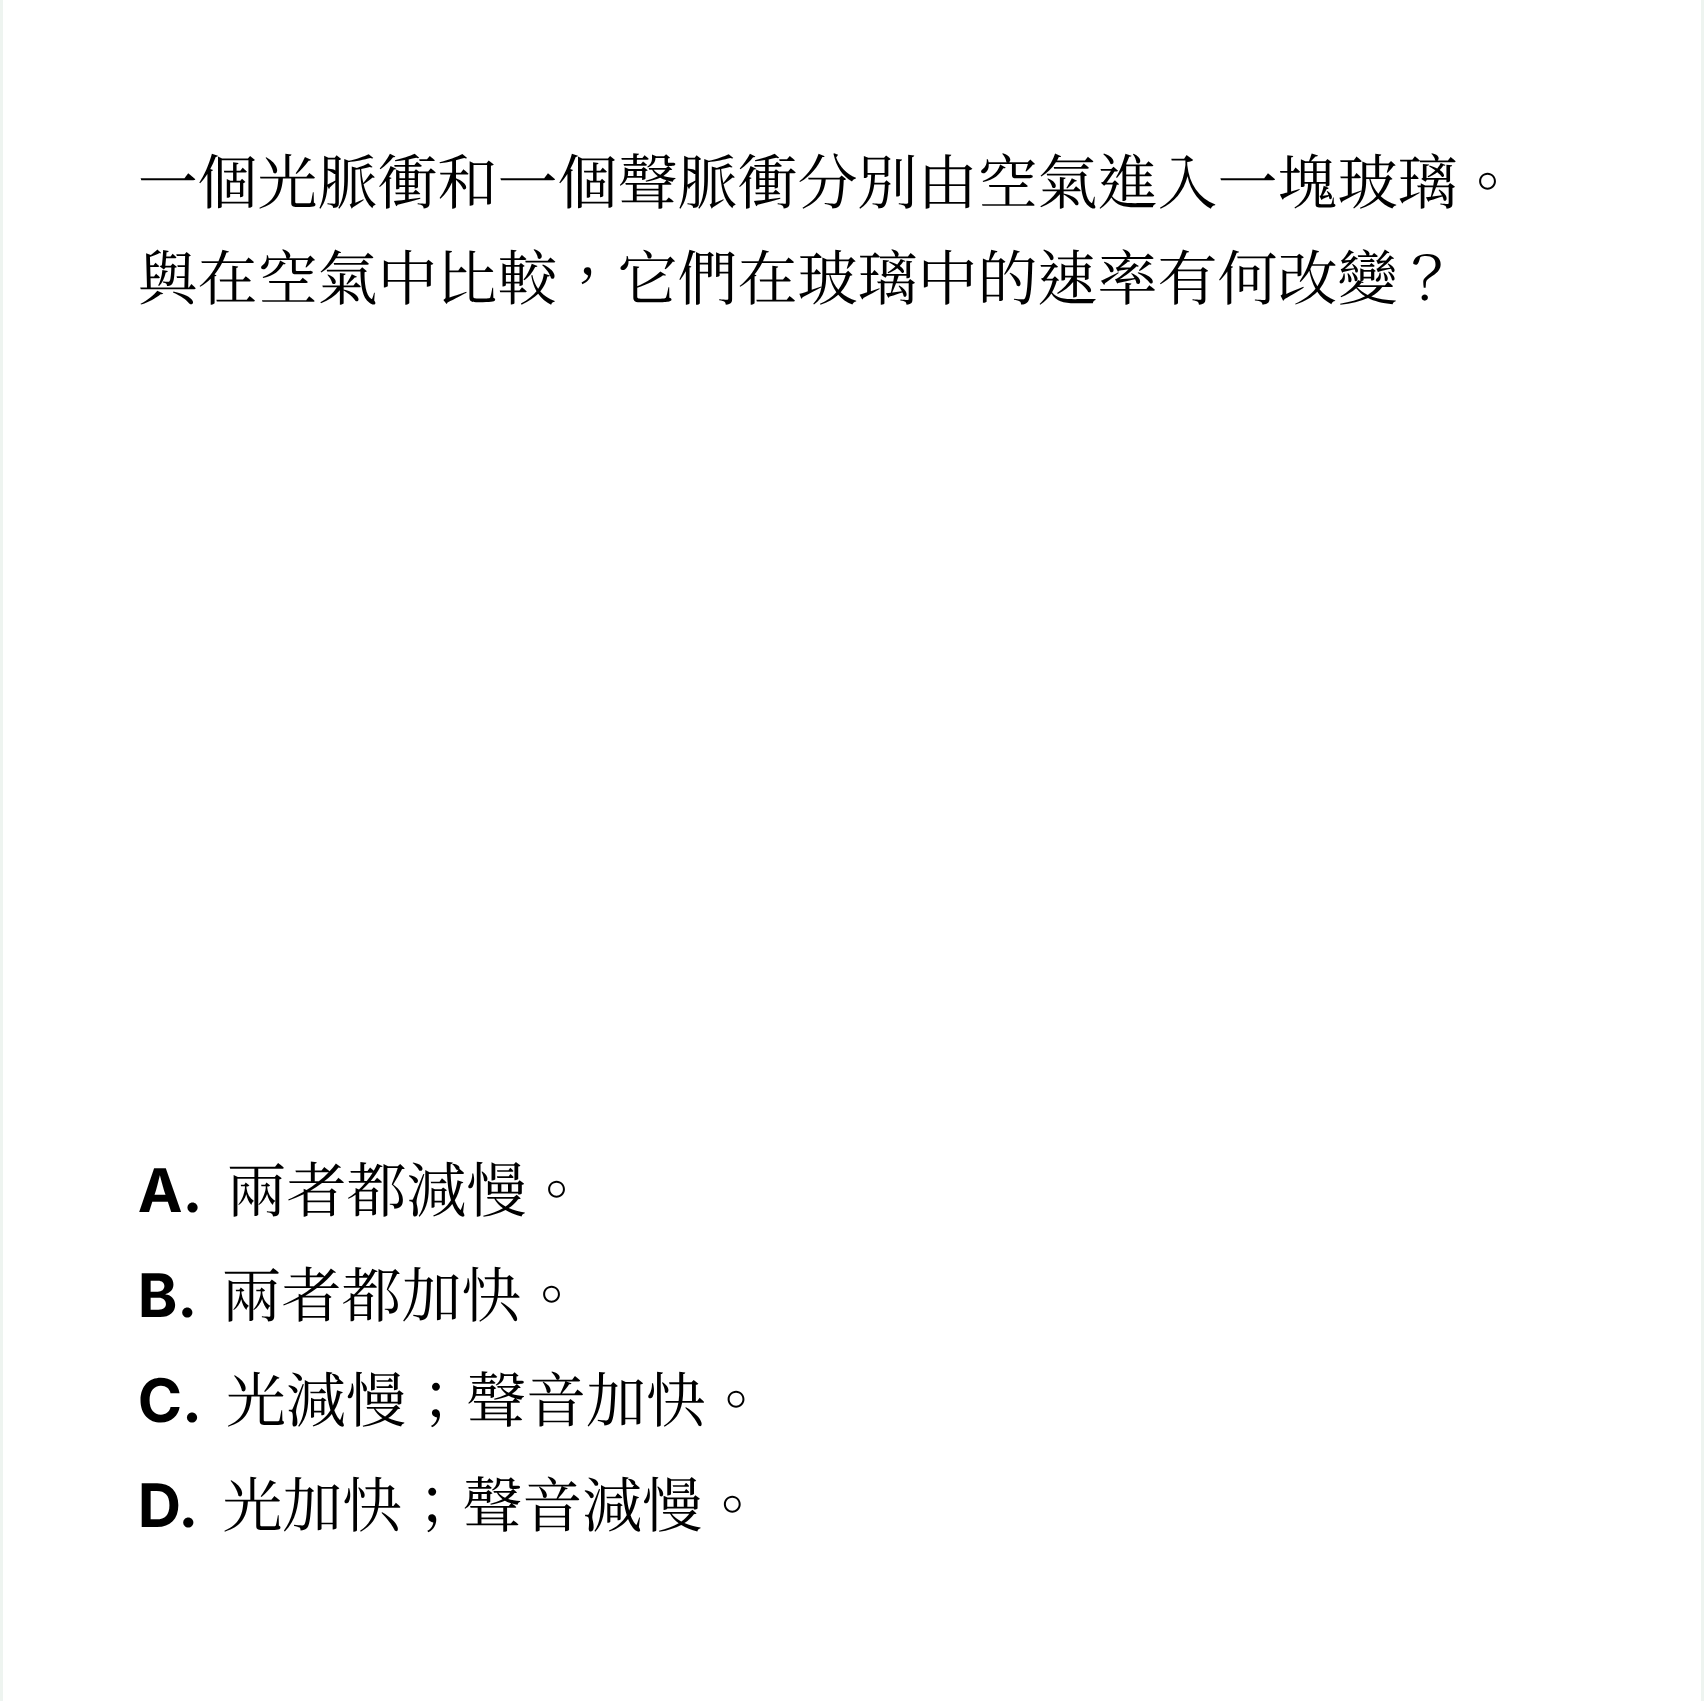 一個光脈衝和一個聲脈衝分別由空氣進入一塊玻璃。
與在空氣中比較，它們在玻璃中的速率有何改變？
A. 兩者都減慢。
B. 兩者都加快。
C. 光減慢；聲音加快。
D. 光加快；聲音減慢。